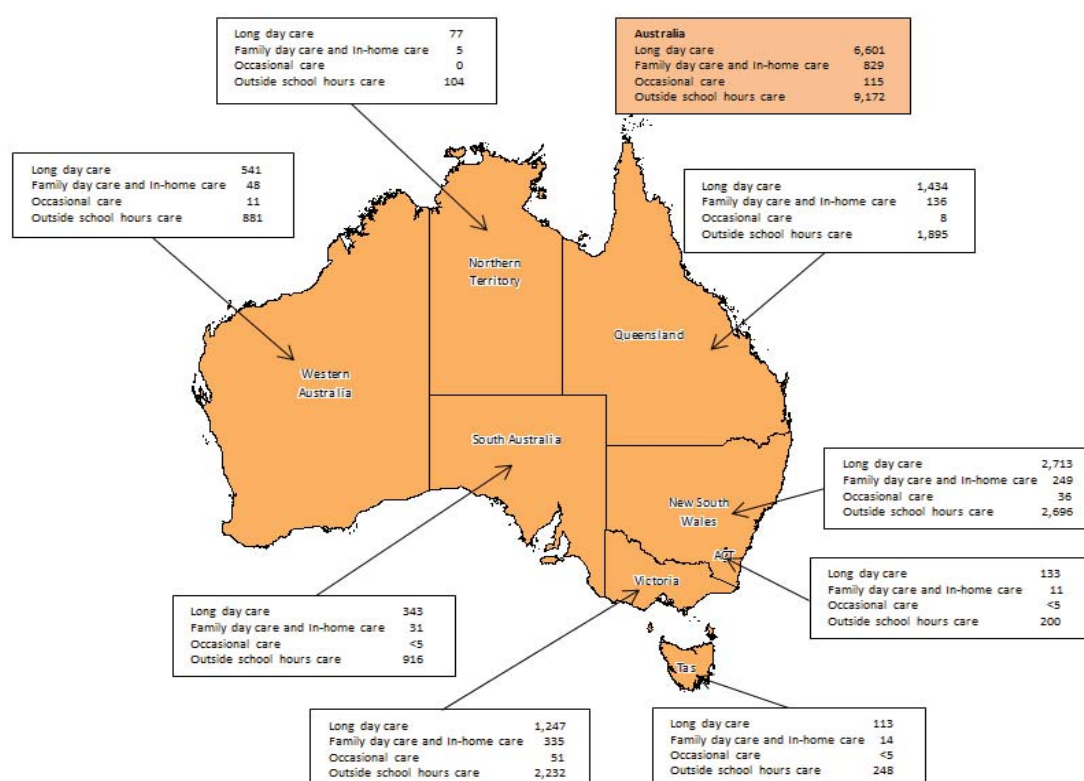 Long day care 77
Family day care and In-home care 5
Occasional care 0
Outside school hours care 104
Australia
Long day care 6,601
Family day care and In-home care 829
Occasional care 115
Outside school hours care 9,172
Long day care 541
Family day care and In-home care 48
Occasional care 11
Outside school hours care 881
Long day care 1,434
Family day care and In-home care 136
Occasional care 8
Outside school hours care 1,895
Northern
Territory
Queensland
Western
Australia
South Australia
Long day care 2,713
Family day care and In-home care 249
Occasional care 36
Outside school hours care 2,696
New South
Wales
ACT
Victoria
Long day care 133
Family day care and In-home care 11
Occasional care <5
Outside school hours care 200
Long day care 343
Family day care and In-home care 31
Occasional care <5
Outside school hours care 916
Tas
Long day care 1,247
Family day care and In-home care 335
Occasional care 51
Outside school hours care 2,232
Long day care 113
Family day care and In-home care 14
Occasional care <5
Outside school hours care 248